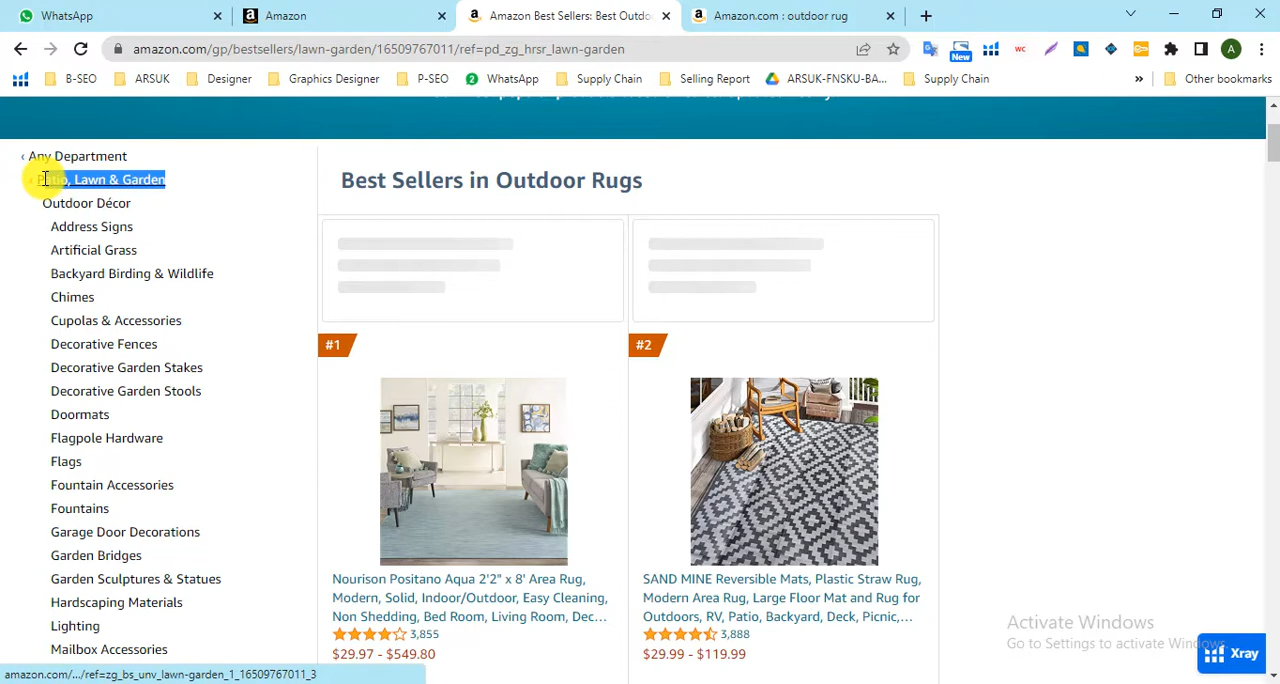 WhatsApp
Amazon
Amazon Best Sellers: Best Outdo
Amazon.com : outdoor rug
amazon.com/gp/bestsellers/lawn-garden/16509767011/ref=pd_zg_hrsr_lawn-garden
New
wc
A
B-SEO
ARSUK
Designer
Graphics Designer
P-SEO
2 WhatsApp
Supply Chain
Selling Report
ARSUK-FNSKU-BA...
Supply Chain
»
Other bookmarks
‹ Any Department
‹ Patio, Lawn & Garden
Outdoor Décor
Address Signs
Artificial Grass
Backyard Birding & Wildlife
Chimes
Cupolas & Accessories
Decorative Fences
Decorative Garden Stakes
Decorative Garden Stools
Doormats
Flagpole Hardware
Flags
Fountain Accessories
Fountains
Garage Door Decorations
Garden Bridges
Garden Sculptures & Statues
Hardscaping Materials
Lighting
Mailbox Accessories
Best Sellers in Outdoor Rugs
#1
Nourison Positano Aqua 2'2" x 8' Area Rug,
Modern, Solid, Indoor/Outdoor, Easy Cleaning,
Non Shedding, Bed Room, Living Room, Dec...
3,855
$29.97 - $549.80
#2
SAND MINE Reversible Mats, Plastic Straw Rug,
Modern Area Rug, Large Floor Mat and Rug for
Outdoors, RV, Patio, Backyard, Deck, Picnic,...
3,888
$29.99 - $119.99
Activate Windows
Go to Settings to activate Windows.
Xray
amazon.com/.../ref=zg_bs_unv_lawn-garden_1_16509767011_3